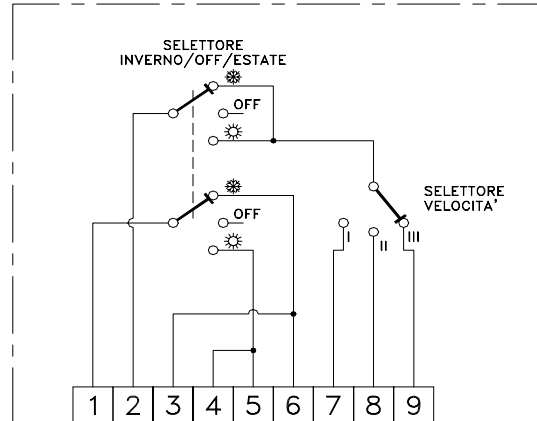 SELETTORE
INVERNO/OFF/ESTATE
OFF
OFF
SELETTORE
VELOCITA'
I
II
III
1 2 3 4 5 6 7 8 9